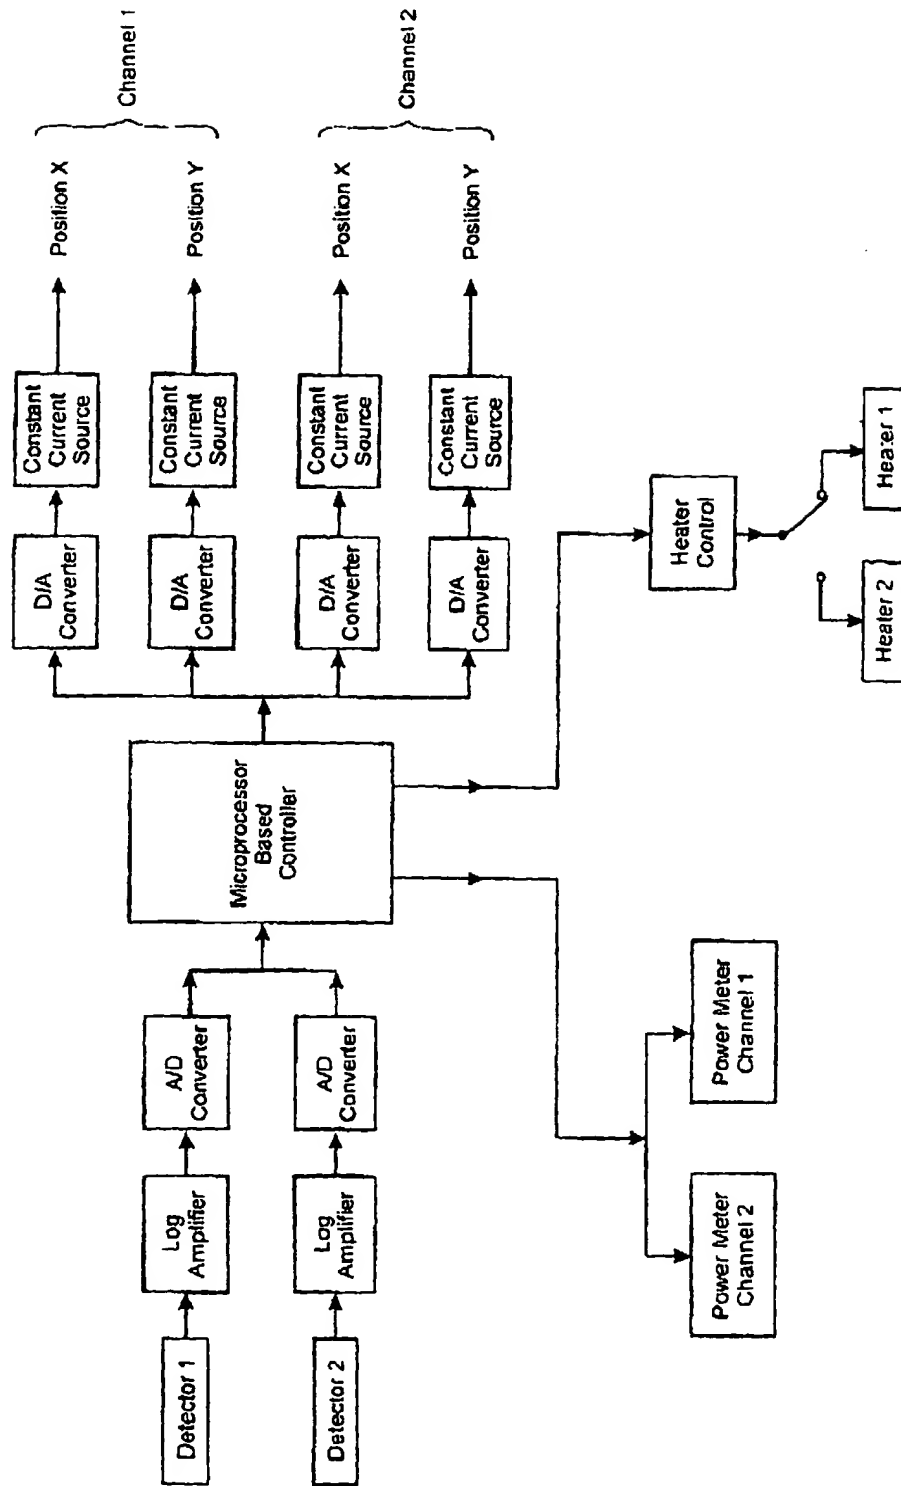 Detector 1
Log
Amplifier
A/D
Converter
Detector 2
Log
Amplifier
A/D
Converter
Microprocessor
Based
Controller
D/A
Converter
Constant
Current
Source
Position X
D/A
Converter
Constant
Current
Source
Position Y
Channel 1
D/A
Converter
Constant
Current
Source
Position X
D/A
Converter
Constant
Current
Source
Position Y
Channel 2
Power Meter
Channel 2
Power Meter
Channel 1
Heater
Control
Heater 2
Heater 1